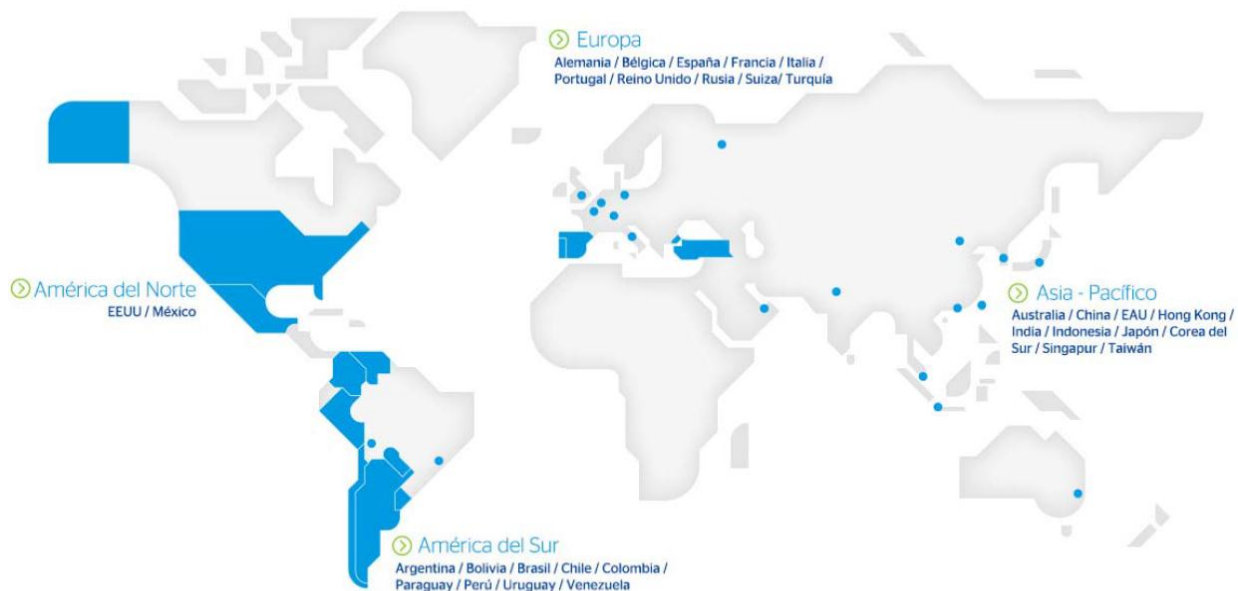 Europa
Alemania / Bélgica / España / Francia / Italia /
Portugal / Reino Unido / Rusia / Suiza/ Turquía
América del Norte
EEUU / México
Asia - Pacífico
Australia / China / EAU / Hong Kong /
India / Indonesia / Japón / Corea del
Sur / Singapur / Taiwán
América del Sur
Argentina / Bolivia / Brasil / Chile / Colombia /
Paraguay / Perú / Uruguay / Venezuela